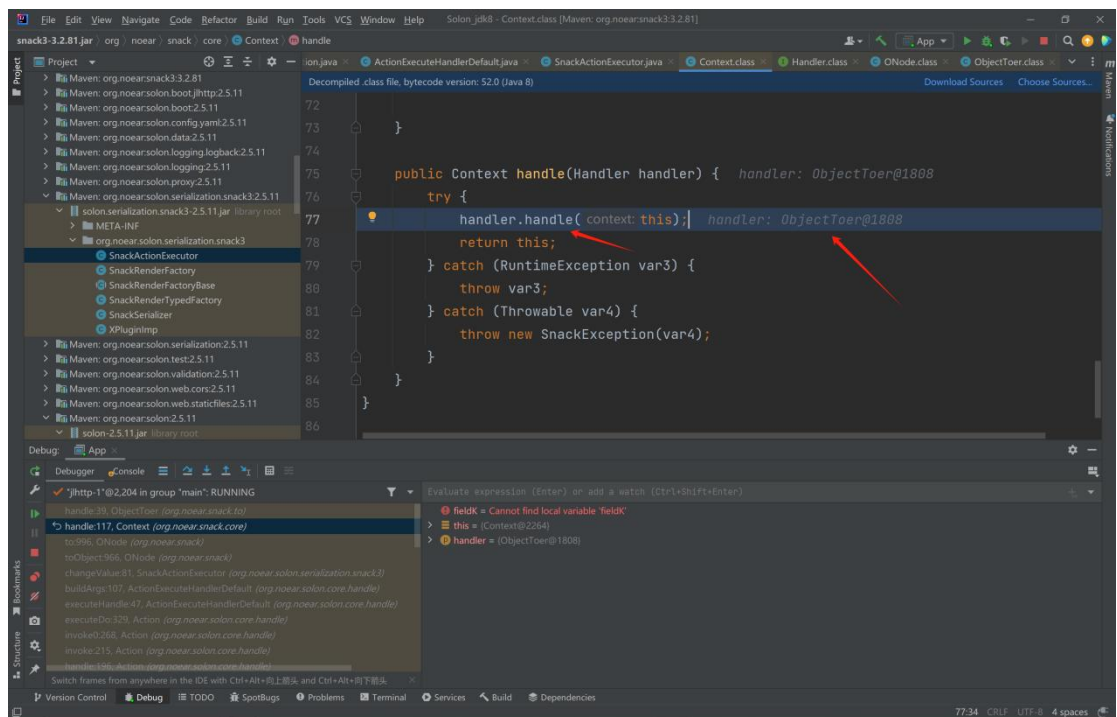 File Edit View Navigate Code Refactor Build Run Tools VCS Window Help Solon_jdk8 - Context.class [Maven: org.noear:snack3:3.2.81]
snack3-3.2.81.jar org noear snack core Context handle App
Project
ion.java ActionExecuteHandlerDefault.java SnackActionExecutor.java Context.class Handler.class ONode.class ObjectToer.class
Decompiled .class file, bytecode version: 52.0 (Java 8) Download Sources Choose Sources...
Maven: org.noear:snack3:3.2.81
Maven: org.noear:solon.boot.jlhttp:2.5.11
Maven: org.noear:solon.boot:2.5.11
Maven: org.noear:solon.config.yaml:2.5.11
Maven: org.noear:solon.data:2.5.11
Maven: org.noear:solon.logging.logback:2.5.11
Maven: org.noear:solon.logging:2.5.11
Maven: org.noear:solon.proxy:2.5.11
Maven: org.noear:solon.serialization.snack3:2.5.11
solon.serialization.snack3-2.5.11.jar library root
META-INF
org.noear.solon.serialization.snack3
SnackActionExecutor
SnackRenderFactory
SnackRenderFactoryBase
SnackRenderTypedFactory
SnackSerializer
XPluginImp
Maven: org.noear:solon.serialization:2.5.11
Maven: org.noear:solon.test:2.5.11
Maven: org.noear:solon.validation:2.5.11
Maven: org.noear:solon.web.cors:2.5.11
Maven: org.noear:solon.web.staticfiles:2.5.11
Maven: org.noear:solon:2.5.11
solon-2.5.11.jar library root
72
73 }
74
75 public Context handle(Handler handler) { handler: ObjectToer@1808
76 try {
77 handler.handle( context: this); handler: ObjectToer@1808
78 return this;
79 } catch (RuntimeException var3) {
80 throw var3;
81 } catch (Throwable var4) {
82 throw new SnackException(var4);
83 }
84 }
85 }
86
Project
Bookmarks
Structure
m
Maven
Notifications
Debug: App
Debugger Console
"jlhttp-1"@2,204 in group "main": RUNNING
handle:39, ObjectToer (org.noear.snack.to)
handle:117, Context (org.noear.snack.core)
to:996, ONode (org.noear.snack)
toObject:966, ONode (org.noear.snack)
changeValue:81, SnackActionExecutor (org.noear.solon.serialization.snack3)
buildArgs:107, ActionExecuteHandlerDefault (org.noear.solon.core.handle)
executeHandle:47, ActionExecuteHandlerDefault (org.noear.solon.core.handle)
executeDo:329, Action (org.noear.solon.core.handle)
invoke0:268, Action (org.noear.solon.core.handle)
invoke:215, Action (org.noear.solon.core.handle)
handle:196, Action (org.noear.solon.core.handle)
Switch frames from anywhere in the IDE with Ctrl+Alt+向上箭头 and Ctrl+Alt+向下箭头
Evaluate expression (Enter) or add a watch (Ctrl+Shift+Enter)
fieldK = Cannot find local variable 'fieldK'
this = {Context@2264}
handler = {ObjectToer@1808}
Version Control Debug TODO SpotBugs Problems Terminal Services Build Dependencies
77:34 CRLF UTF-8 4 spaces